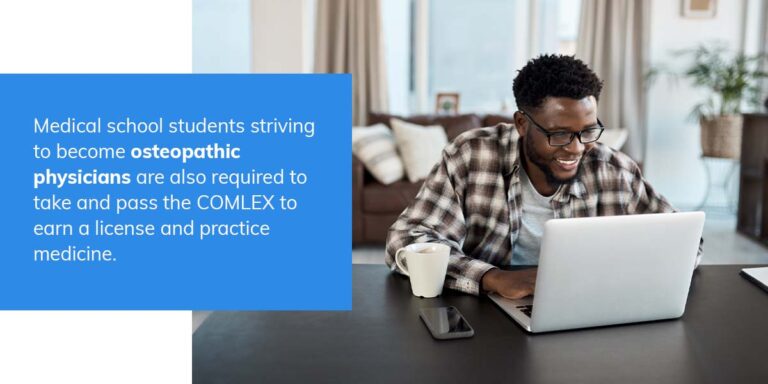 Medical school students striving
to become osteopathic
physicians are also required to
take and pass the COMLEX to
earn a license and practice
medicine.